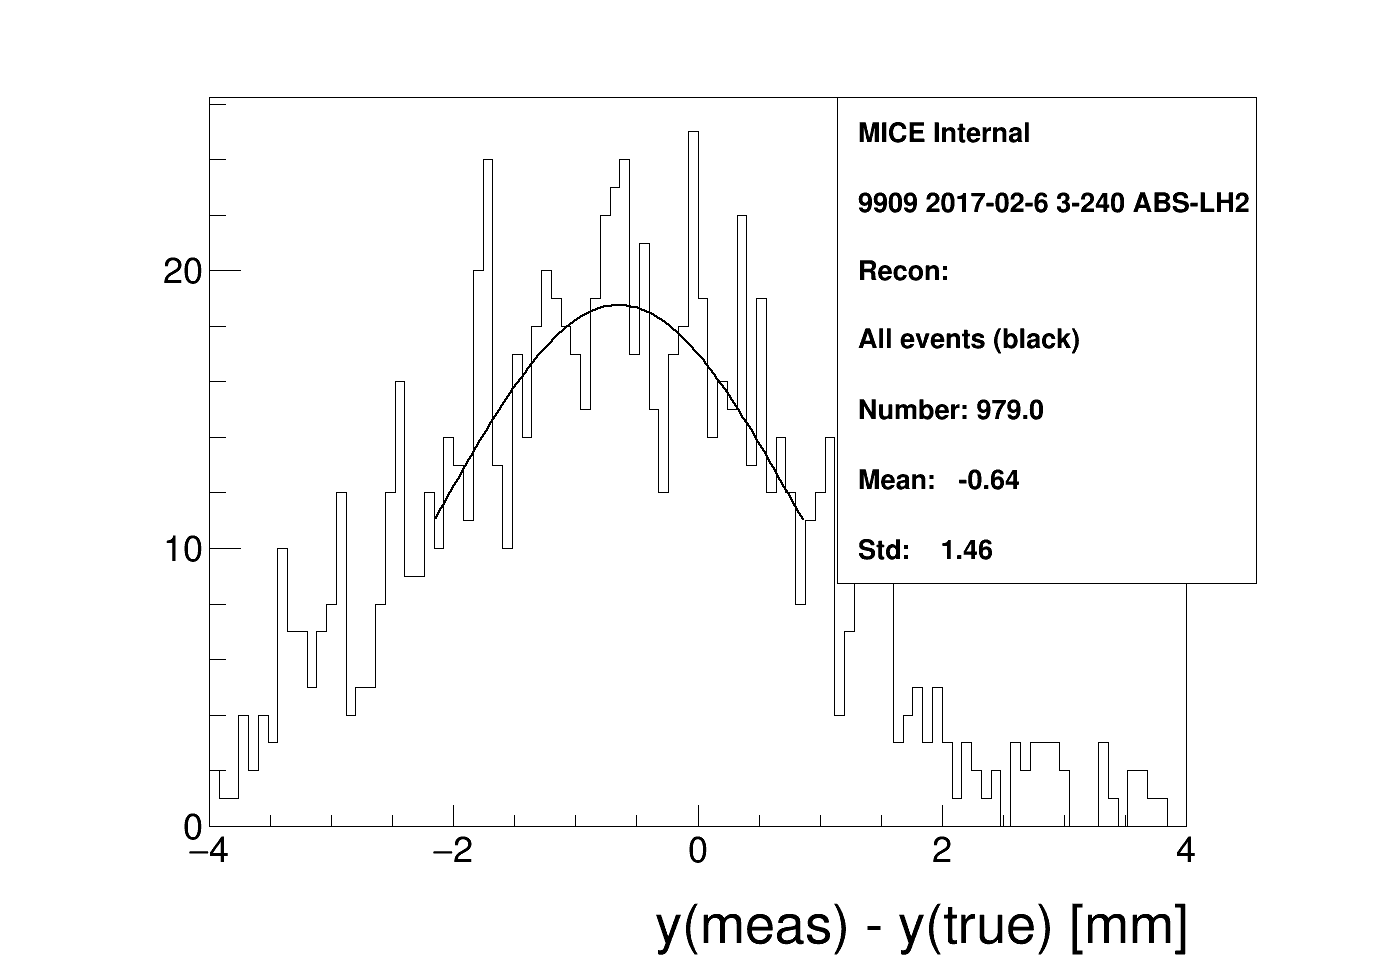 MICE Internal
9909 2017-02-6 3-240 ABS-LH2
Recon:
All events (black)
Number: 979.0
Mean: -0.64
Std: 1.46
20
10
0
−4 −2 0 2 4
y(meas) - y(true) [mm]